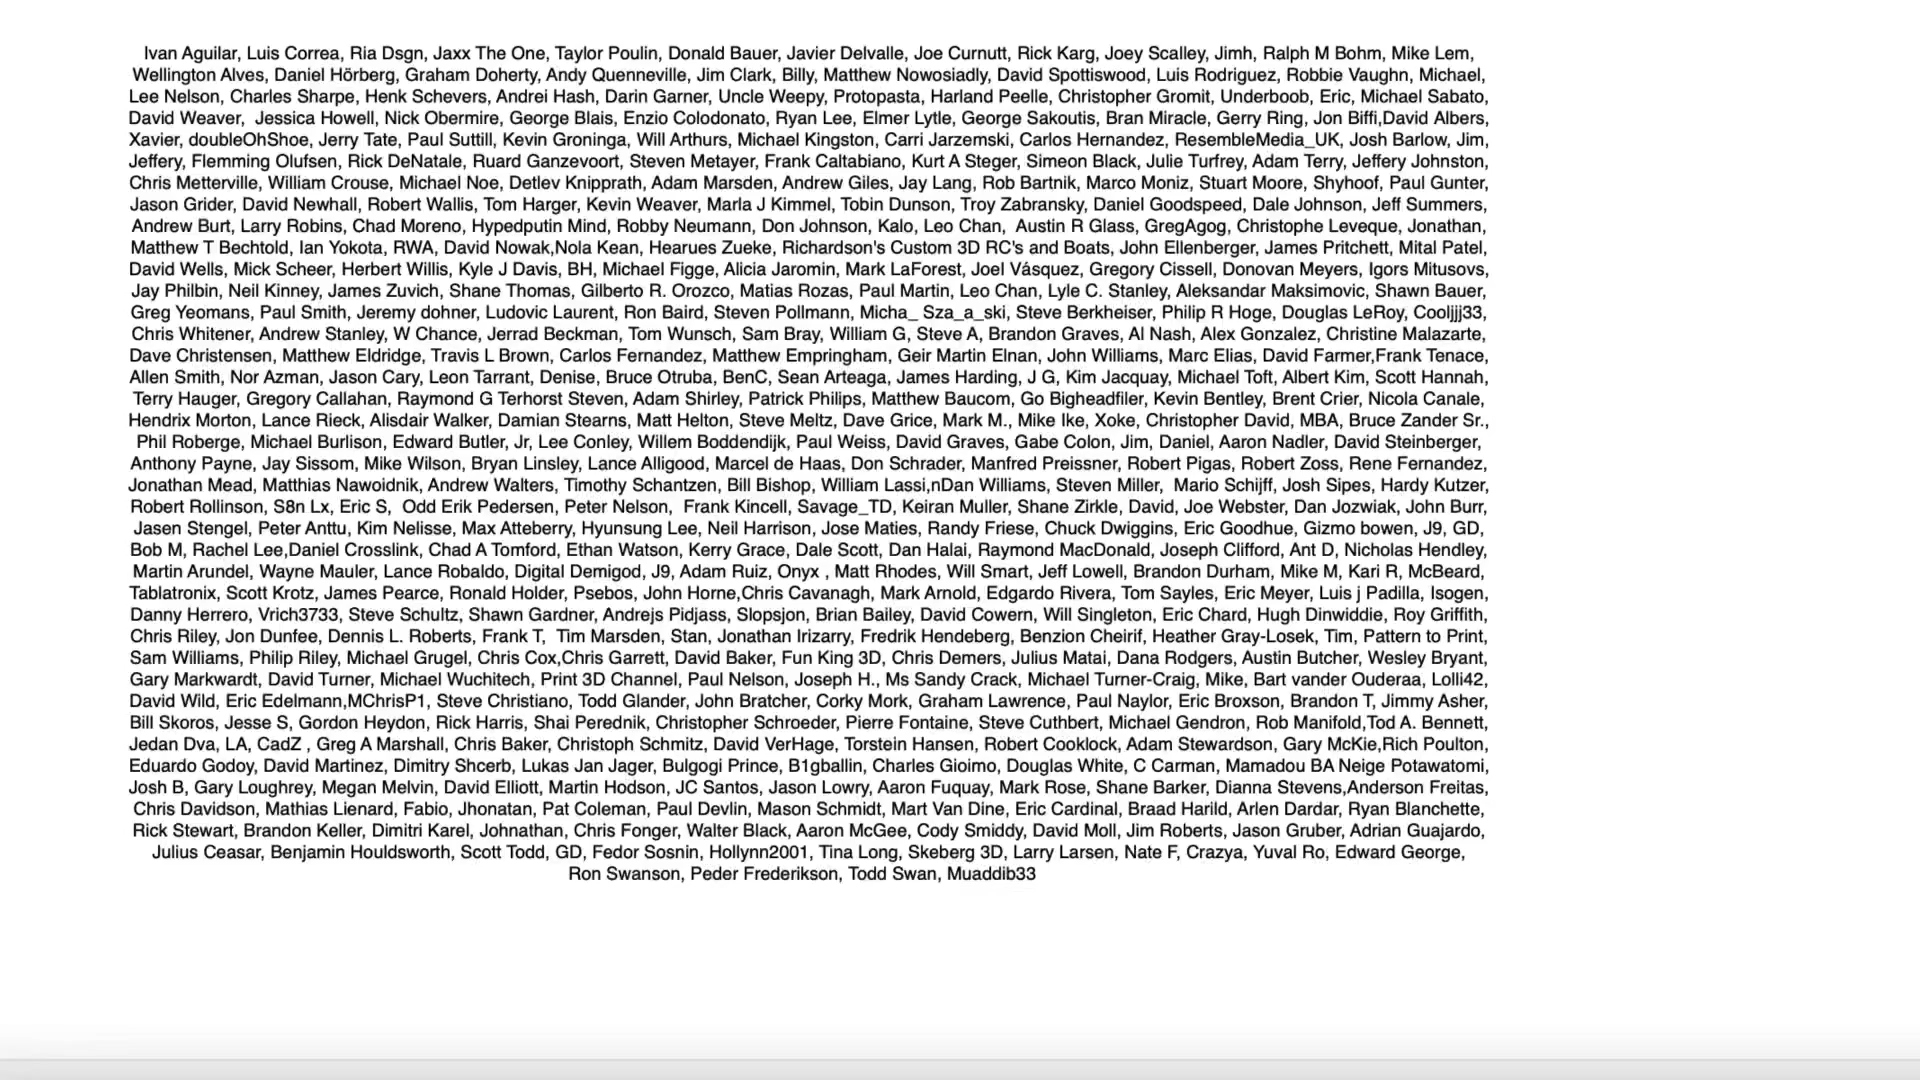 Ivan Aguilar, Luis Correa, Ria Dsgn, Jaxx The One, Taylor Poulin, Donald Bauer, Javier Delvalle, Joe Curnutt, Rick Karg, Joey Scalley, Jimh, Ralph M Bohm, Mike Lem,
Wellington Alves, Daniel Hörberg, Graham Doherty, Andy Quenneville, Jim Clark, Billy, Matthew Nowosiadly, David Spottiswood, Luis Rodriguez, Robbie Vaughn, Michael,
Lee Nelson, Charles Sharpe, Henk Schevers, Andrei Hash, Darin Garner, Uncle Weepy, Protopasta, Harland Peelle, Christopher Gromit, Underboob, Eric, Michael Sabato,
David Weaver,  Jessica Howell, Nick Obermire, George Blais, Enzio Colodonato, Ryan Lee, Elmer Lytle, George Sakoutis, Bran Miracle, Gerry Ring, Jon Biffi,David Albers,
Xavier, doubleOhShoe, Jerry Tate, Paul Suttill, Kevin Groninga, Will Arthurs, Michael Kingston, Carri Jarzemski, Carlos Hernandez, ResembleMedia_UK, Josh Barlow, Jim,
Jeffery, Flemming Olufsen, Rick DeNatale, Ruard Ganzevoort, Steven Metayer, Frank Caltabiano, Kurt A Steger, Simeon Black, Julie Turfrey, Adam Terry, Jeffery Johnston,
Chris Metterville, William Crouse, Michael Noe, Detlev Knipprath, Adam Marsden, Andrew Giles, Jay Lang, Rob Bartnik, Marco Moniz, Stuart Moore, Shyhoof, Paul Gunter,
Jason Grider, David Newhall, Robert Wallis, Tom Harger, Kevin Weaver, Marla J Kimmel, Tobin Dunson, Troy Zabransky, Daniel Goodspeed, Dale Johnson, Jeff Summers,
Andrew Burt, Larry Robins, Chad Moreno, Hypedputin Mind, Robby Neumann, Don Johnson, Kalo, Leo Chan,  Austin R Glass, GregAgog, Christophe Leveque, Jonathan,
Matthew T Bechtold, Ian Yokota, RWA, David Nowak,Nola Kean, Hearues Zueke, Richardson's Custom 3D RC's and Boats, John Ellenberger, James Pritchett, Mital Patel,
David Wells, Mick Scheer, Herbert Willis, Kyle J Davis, BH, Michael Figge, Alicia Jaromin, Mark LaForest, Joel Vásquez, Gregory Cissell, Donovan Meyers, Igors Mitusovs,
Jay Philbin, Neil Kinney, James Zuvich, Shane Thomas, Gilberto R. Orozco, Matias Rozas, Paul Martin, Leo Chan, Lyle C. Stanley, Aleksandar Maksimovic, Shawn Bauer,
Greg Yeomans, Paul Smith, Jeremy dohner, Ludovic Laurent, Ron Baird, Steven Pollmann, Micha_ Sza_a_ski, Steve Berkheiser, Philip R Hoge, Douglas LeRoy, Cooljjj33,
Chris Whitener, Andrew Stanley, W Chance, Jerrad Beckman, Tom Wunsch, Sam Bray, William G, Steve A, Brandon Graves, Al Nash, Alex Gonzalez, Christine Malazarte,
Dave Christensen, Matthew Eldridge, Travis L Brown, Carlos Fernandez, Matthew Empringham, Geir Martin Elnan, John Williams, Marc Elias, David Farmer,Frank Tenace,
Allen Smith, Nor Azman, Jason Cary, Leon Tarrant, Denise, Bruce Otruba, BenC, Sean Arteaga, James Harding, J G, Kim Jacquay, Michael Toft, Albert Kim, Scott Hannah,
Terry Hauger, Gregory Callahan, Raymond G Terhorst Steven, Adam Shirley, Patrick Philips, Matthew Baucom, Go Bigheadfiler, Kevin Bentley, Brent Crier, Nicola Canale,
Hendrix Morton, Lance Rieck, Alisdair Walker, Damian Stearns, Matt Helton, Steve Meltz, Dave Grice, Mark M., Mike Ike, Xoke, Christopher David, MBA, Bruce Zander Sr.,
Phil Roberge, Michael Burlison, Edward Butler, Jr, Lee Conley, Willem Boddendijk, Paul Weiss, David Graves, Gabe Colon, Jim, Daniel, Aaron Nadler, David Steinberger,
Anthony Payne, Jay Sissom, Mike Wilson, Bryan Linsley, Lance Alligood, Marcel de Haas, Don Schrader, Manfred Preissner, Robert Pigas, Robert Zoss, Rene Fernandez,
Jonathan Mead, Matthias Nawoidnik, Andrew Walters, Timothy Schantzen, Bill Bishop, William Lassi,nDan Williams, Steven Miller,  Mario Schijff, Josh Sipes, Hardy Kutzer,
Robert Rollinson, S8n Lx, Eric S,  Odd Erik Pedersen, Peter Nelson,  Frank Kincell, Savage_TD, Keiran Muller, Shane Zirkle, David, Joe Webster, Dan Jozwiak, John Burr,
Jasen Stengel, Peter Anttu, Kim Nelisse, Max Atteberry, Hyunsung Lee, Neil Harrison, Jose Maties, Randy Friese, Chuck Dwiggins, Eric Goodhue, Gizmo bowen, J9, GD,
Bob M, Rachel Lee,Daniel Crosslink, Chad A Tomford, Ethan Watson, Kerry Grace, Dale Scott, Dan Halai, Raymond MacDonald, Joseph Clifford, Ant D, Nicholas Hendley,
Martin Arundel, Wayne Mauler, Lance Robaldo, Digital Demigod, J9, Adam Ruiz, Onyx , Matt Rhodes, Will Smart, Jeff Lowell, Brandon Durham, Mike M, Kari R, McBeard,
Tablatronix, Scott Krotz, James Pearce, Ronald Holder, Psebos, John Horne,Chris Cavanagh, Mark Arnold, Edgardo Rivera, Tom Sayles, Eric Meyer, Luis j Padilla, Isogen,
Danny Herrero, Vrich3733, Steve Schultz, Shawn Gardner, Andrejs Pidjass, Slopsjon, Brian Bailey, David Cowern, Will Singleton, Eric Chard, Hugh Dinwiddie, Roy Griffith,
Chris Riley, Jon Dunfee, Dennis L. Roberts, Frank T,  Tim Marsden, Stan, Jonathan Irizarry, Fredrik Hendeberg, Benzion Cheirif, Heather Gray-Losek, Tim, Pattern to Print,
Sam Williams, Philip Riley, Michael Grugel, Chris Cox,Chris Garrett, David Baker, Fun King 3D, Chris Demers, Julius Matai, Dana Rodgers, Austin Butcher, Wesley Bryant,
Gary Markwardt, David Turner, Michael Wuchitech, Print 3D Channel, Paul Nelson, Joseph H., Ms Sandy Crack, Michael Turner-Craig, Mike, Bart vander Ouderaa, Lolli42,
David Wild, Eric Edelmann,MChrisP1, Steve Christiano, Todd Glander, John Bratcher, Corky Mork, Graham Lawrence, Paul Naylor, Eric Broxson, Brandon T, Jimmy Asher,
Bill Skoros, Jesse S, Gordon Heydon, Rick Harris, Shai Perednik, Christopher Schroeder, Pierre Fontaine, Steve Cuthbert, Michael Gendron, Rob Manifold,Tod A. Bennett,
Jedan Dva, LA, CadZ , Greg A Marshall, Chris Baker, Christoph Schmitz, David VerHage, Torstein Hansen, Robert Cooklock, Adam Stewardson, Gary McKie,Rich Poulton,
Eduardo Godoy, David Martinez, Dimitry Shcerb, Lukas Jan Jager, Bulgogi Prince, B1gballin, Charles Gioimo, Douglas White, C Carman, Mamadou BA Neige Potawatomi,
Josh B, Gary Loughrey, Megan Melvin, David Elliott, Martin Hodson, JC Santos, Jason Lowry, Aaron Fuquay, Mark Rose, Shane Barker, Dianna Stevens,Anderson Freitas,
Chris Davidson, Mathias Lienard, Fabio, Jhonatan, Pat Coleman, Paul Devlin, Mason Schmidt, Mart Van Dine, Eric Cardinal, Braad Harild, Arlen Dardar, Ryan Blanchette,
Rick Stewart, Brandon Keller, Dimitri Karel, Johnathan, Chris Fonger, Walter Black, Aaron McGee, Cody Smiddy, David Moll, Jim Roberts, Jason Gruber, Adrian Guajardo,
Julius Ceasar, Benjamin Houldsworth, Scott Todd, GD, Fedor Sosnin, Hollynn2001, Tina Long, Skeberg 3D, Larry Larsen, Nate F, Crazya, Yuval Ro, Edward George,
Ron Swanson, Peder Frederikson, Todd Swan, Muaddib33